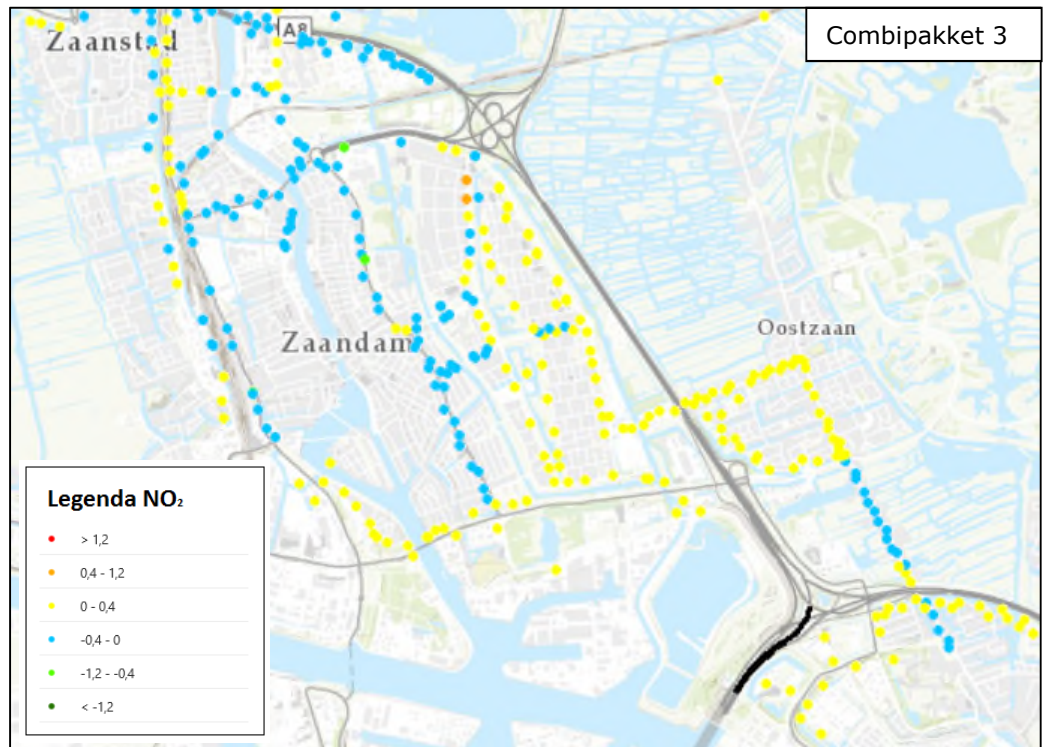 Combipakket 3
Zaanstad
A8
Oostzaan
Zaandam
Legenda NO₂
> 1,2
0,4 - 1,2
0 - 0,4
-0,4 - 0
-1,2 - -0,4
< -1,2